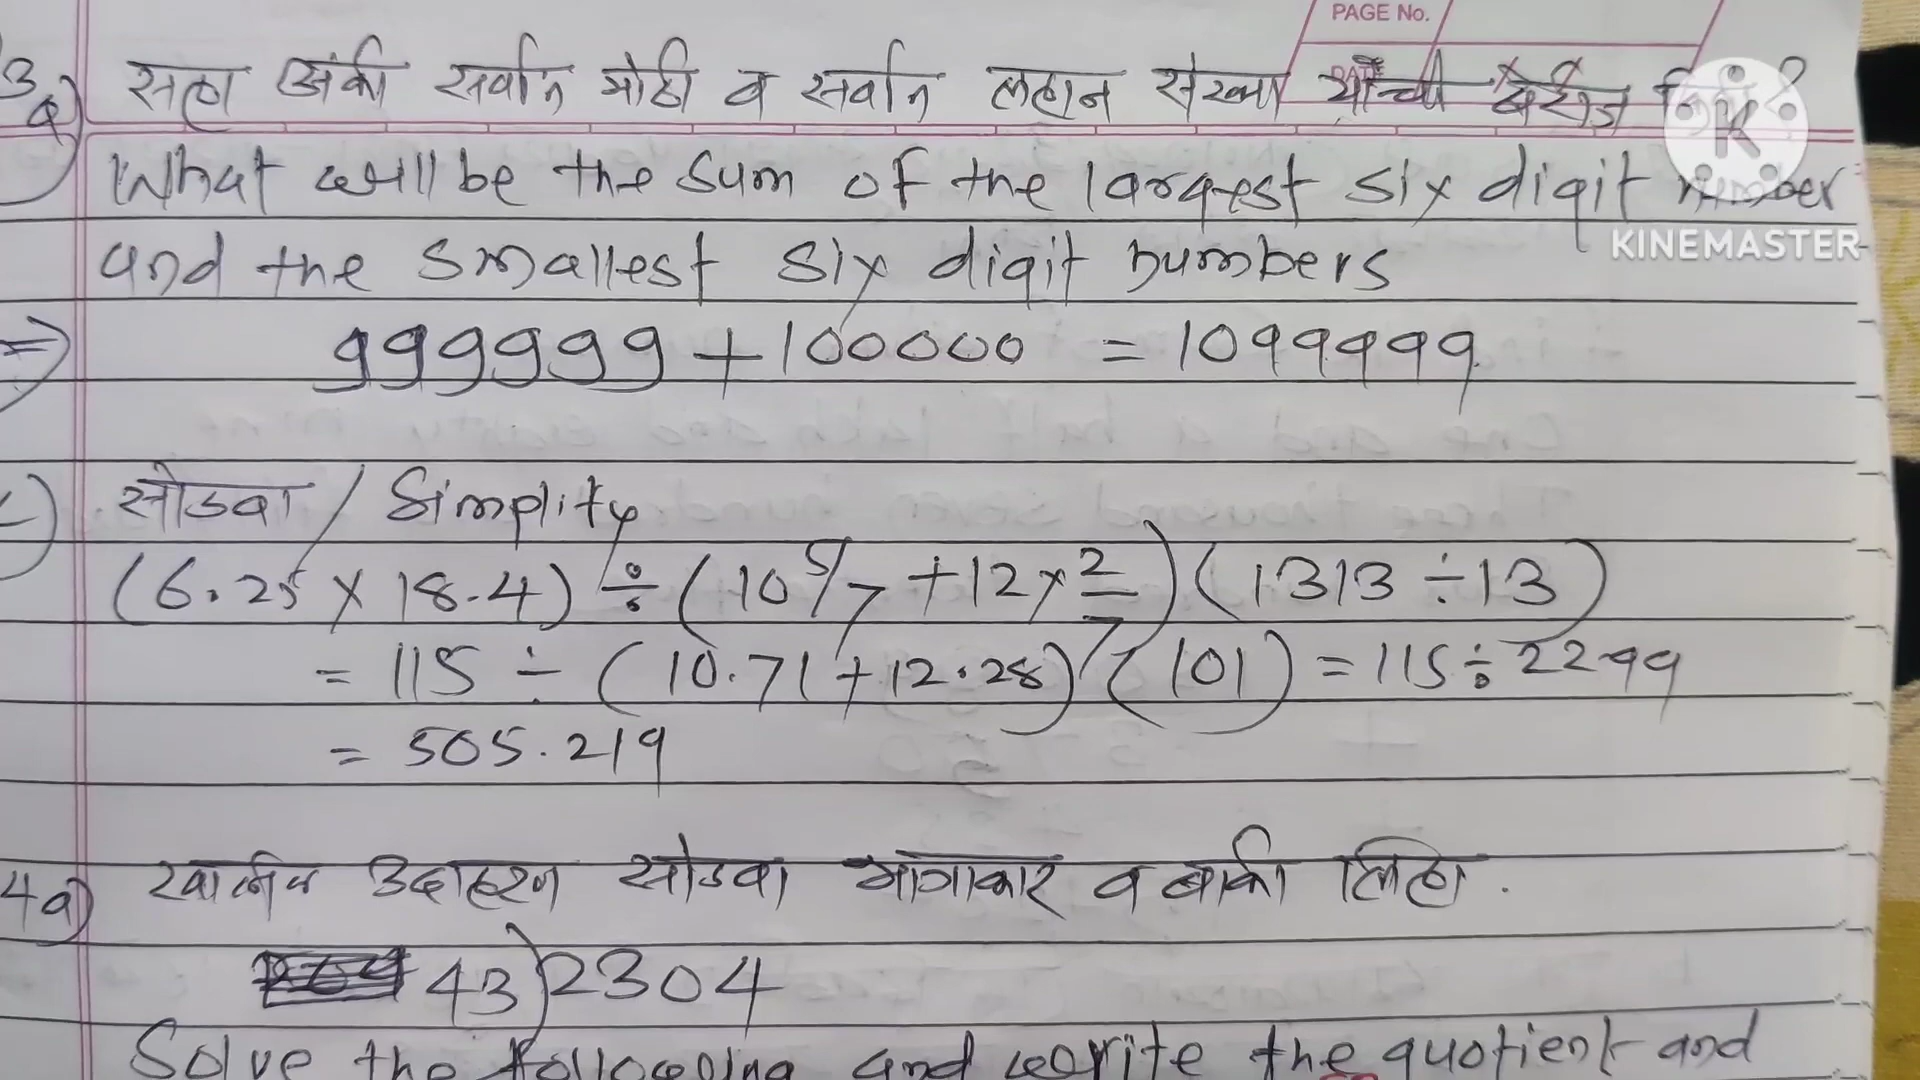 PAGE No.
3 a) सहा अंकी सर्वात मोठी व सर्वात लहान संख्या यांची बेरीज
What will be the sum of the largest six digit number
KINEMASTER
and the smallest six digit numbers
=) 999999 + 100000 = 1099999
सोडवा / Simplify
(6.25 x 18.4) ÷ (10 5/7 + 12 x 2/7) (1313 ÷ 13)
= 115 ÷ (10.71 + 12.28) (101) = 115 ÷ 2299
= 505.219
4a) खालील उदाहरण सोडवा भागाकार व बाकी लिहा.
43)2304
Solve the following and write the quotient and